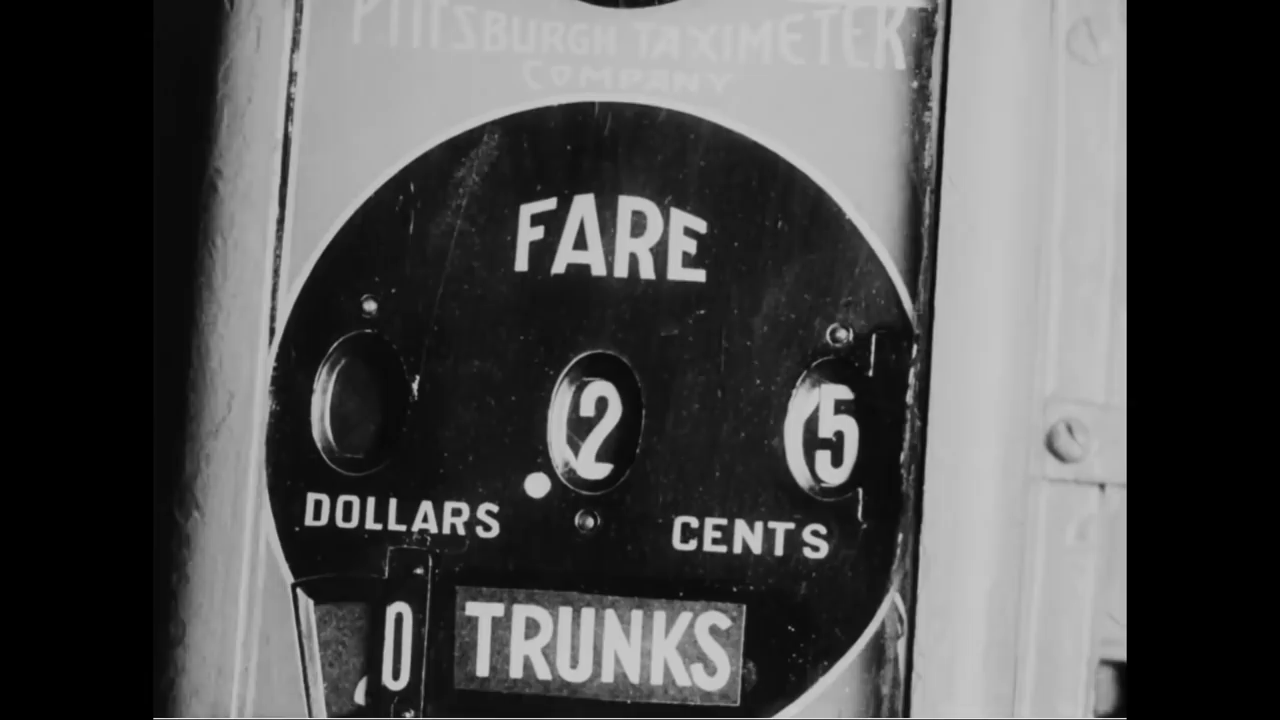 PITTSBURGH TAXIMETER
COMPANY
FARE
2 5
DOLLARS CENTS
0 TRUNKS